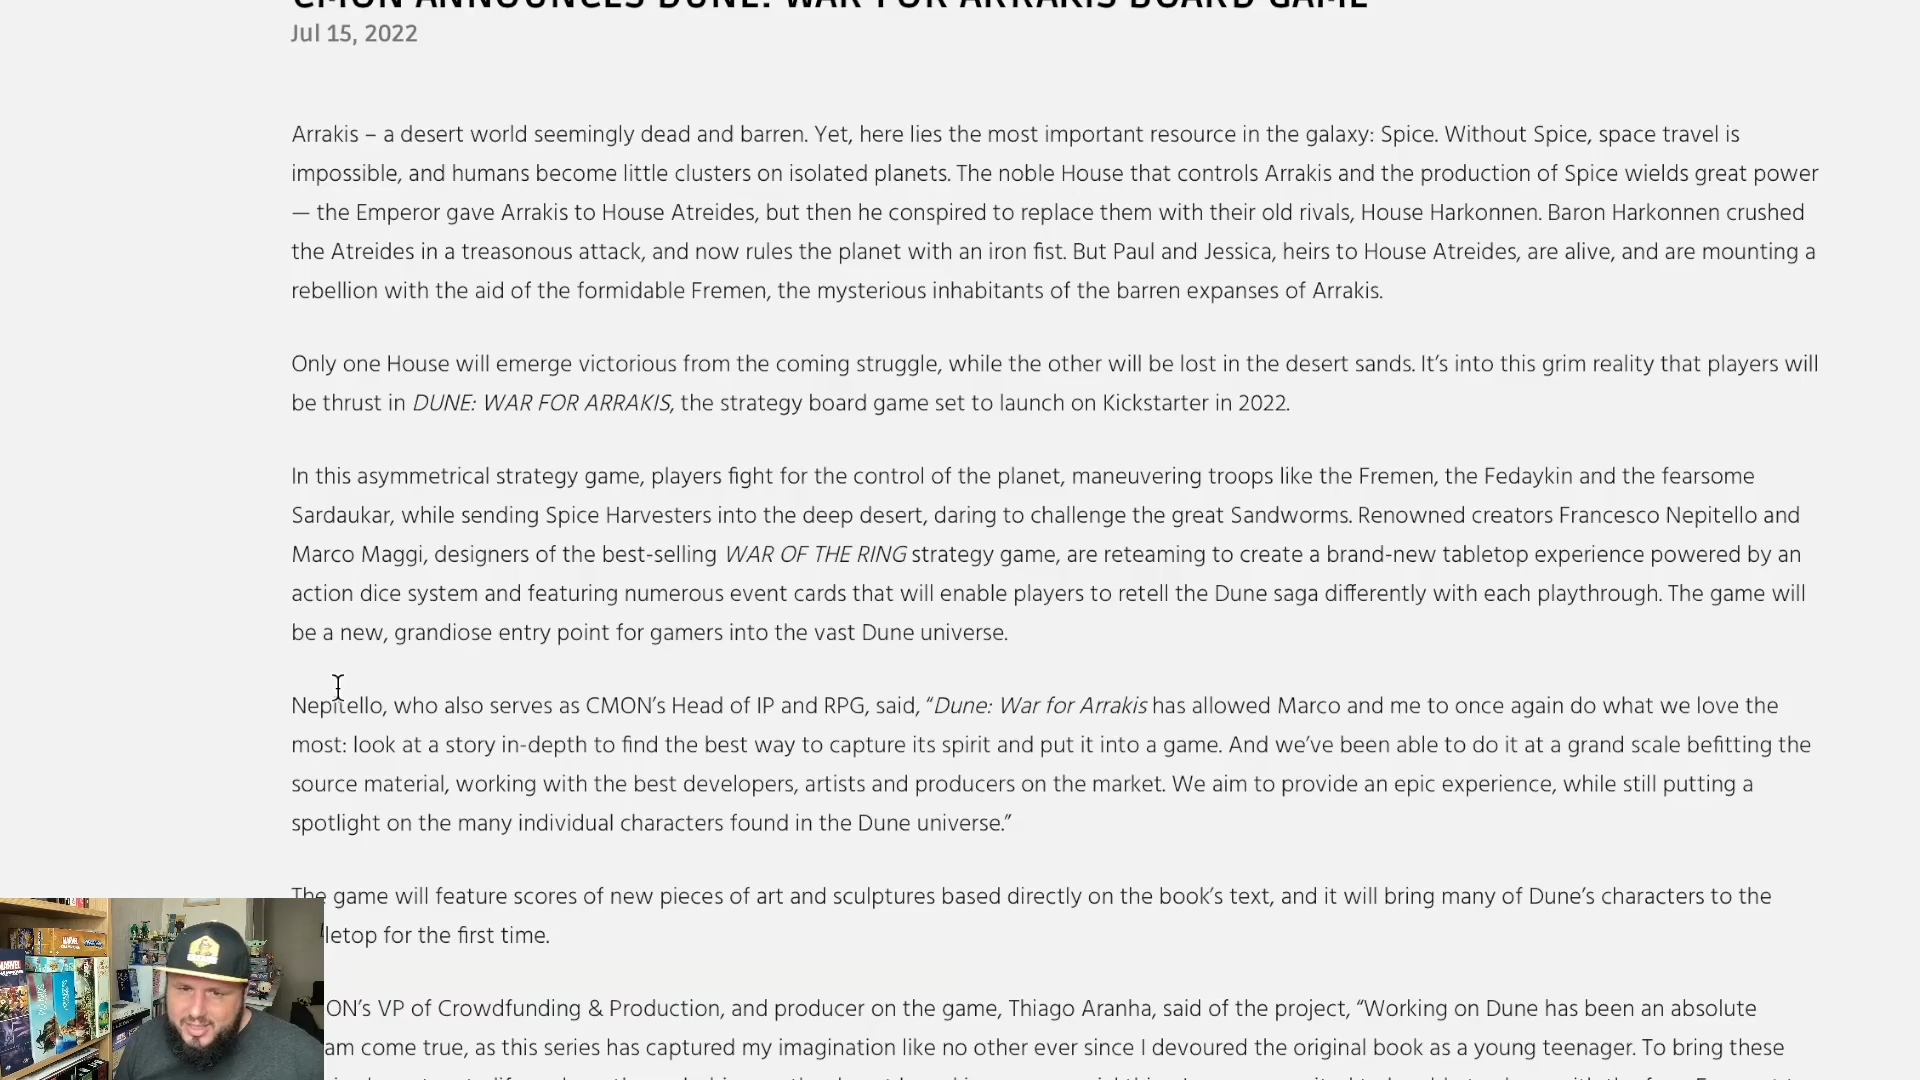 CMON ANNOUNCES DUNE: WAR FOR ARRAKIS BOARD GAME
Jul 15, 2022
Arrakis – a desert world seemingly dead and barren. Yet, here lies the most important resource in the galaxy: Spice. Without Spice, space travel is
impossible, and humans become little clusters on isolated planets. The noble House that controls Arrakis and the production of Spice wields great power
— the Emperor gave Arrakis to House Atreides, but then he conspired to replace them with their old rivals, House Harkonnen. Baron Harkonnen crushed
the Atreides in a treasonous attack, and now rules the planet with an iron fist. But Paul and Jessica, heirs to House Atreides, are alive, and are mounting a
rebellion with the aid of the formidable Fremen, the mysterious inhabitants of the barren expanses of Arrakis.
Only one House will emerge victorious from the coming struggle, while the other will be lost in the desert sands. It’s into this grim reality that players will
be thrust in DUNE: WAR FOR ARRAKIS, the strategy board game set to launch on Kickstarter in 2022.
In this asymmetrical strategy game, players fight for the control of the planet, maneuvering troops like the Fremen, the Fedaykin and the fearsome
Sardaukar, while sending Spice Harvesters into the deep desert, daring to challenge the great Sandworms. Renowned creators Francesco Nepitello and
Marco Maggi, designers of the best-selling WAR OF THE RING strategy game, are reteaming to create a brand-new tabletop experience powered by an
action dice system and featuring numerous event cards that will enable players to retell the Dune saga differently with each playthrough. The game will
be a new, grandiose entry point for gamers into the vast Dune universe.
Nepitello, who also serves as CMON’s Head of IP and RPG, said, “Dune: War for Arrakis has allowed Marco and me to once again do what we love the
most: look at a story in-depth to find the best way to capture its spirit and put it into a game. And we’ve been able to do it at a grand scale befitting the
source material, working with the best developers, artists and producers on the market. We aim to provide an epic experience, while still putting a
spotlight on the many individual characters found in the Dune universe.”
The game will feature scores of new pieces of art and sculptures based directly on the book’s text, and it will bring many of Dune’s characters to the
letop for the first time.
ON’s VP of Crowdfunding & Production, and producer on the game, Thiago Aranha, said of the project, “Working on Dune has been an absolute
am come true, as this series has captured my imagination like no other ever since I devoured the original book as a young teenager. To bring these
MARVEL
MARVEL